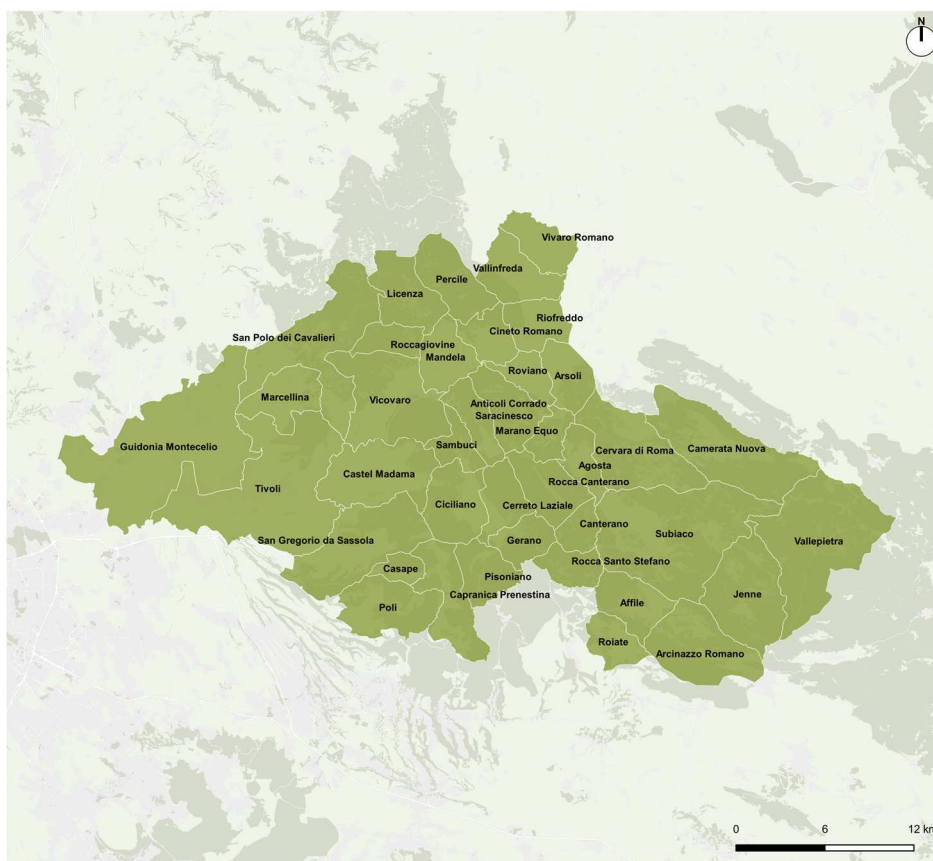 N
Vivaro Romano
Vallinfreda
Percile
Licenza
Riofreddo
Cineto Romano
San Polo dei Cavalieri
Roccagiovine
Mandela
Roviano
Arsoli
Marcellina
Vicovaro
Anticoli Corrado
Saracinesco
Marano Equo
Guidonia Montecelio
Sambuci
Cervara di Roma
Camerata Nuova
Agosta
Castel Madama
Rocca Canterano
Tivoli
Ciciliano
Cerreto Laziale
Canterano
Subiaco
San Gregorio da Sassola
Gerano
Vallepietra
Rocca Santo Stefano
Casape
Pisoniano
Capranica Prenestina
Jenne
Poli
Affile
Roiate
Arcinazzo Romano
0 6 12 km